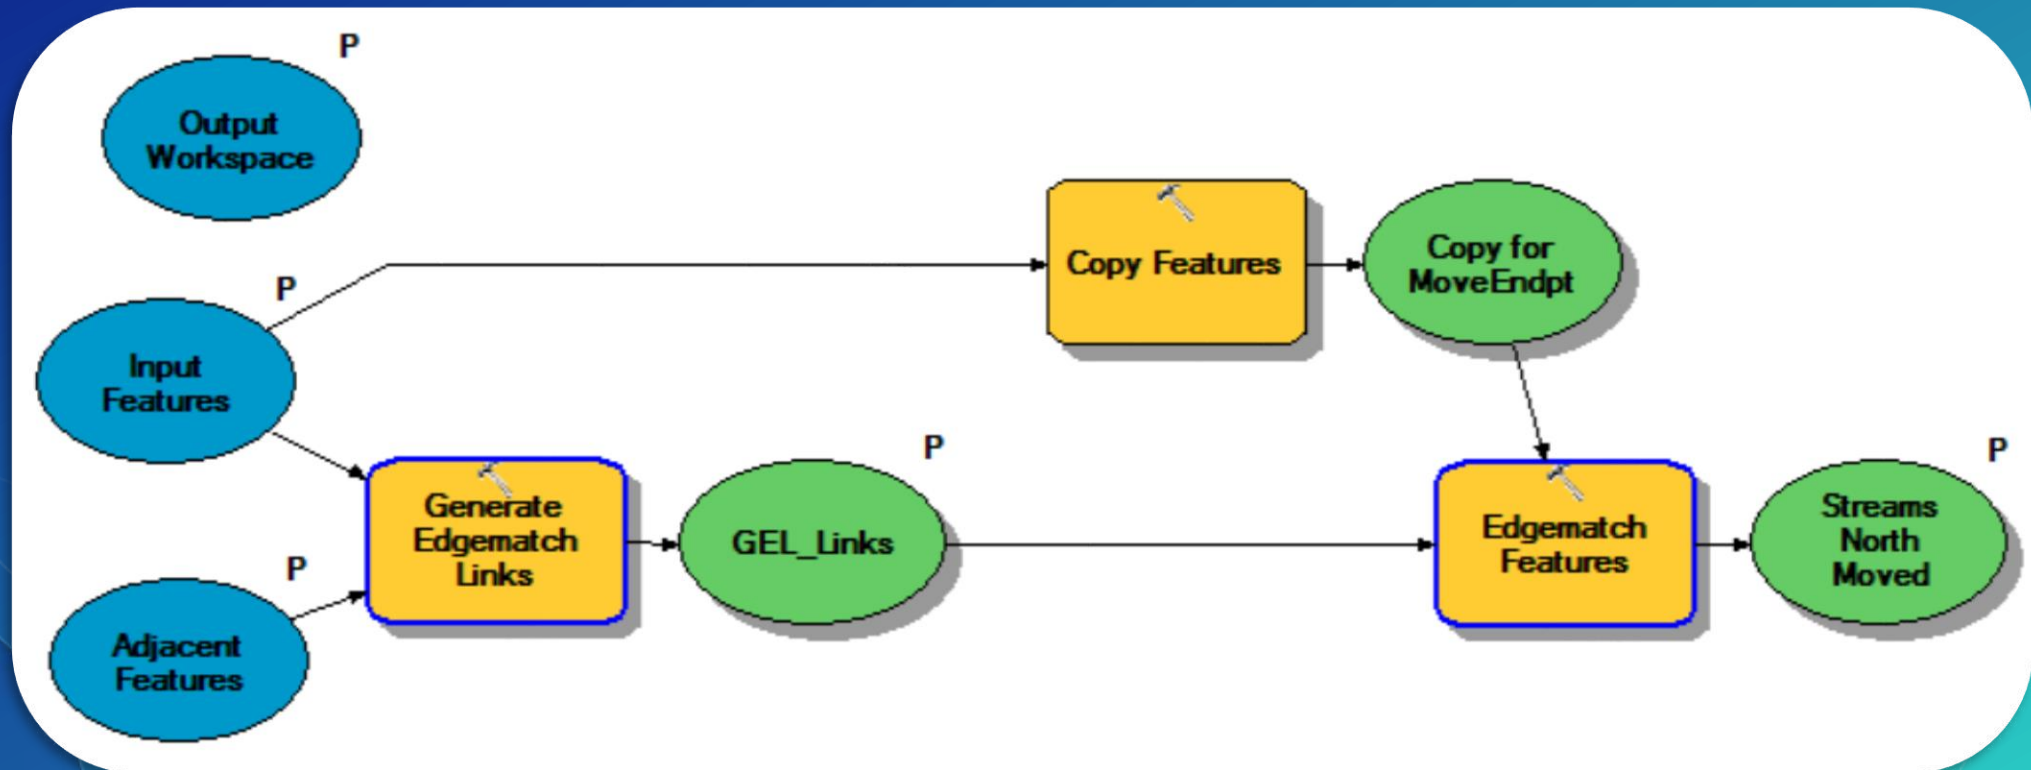 P
Output
Workspace
P
Input
Features
P
Adjacent
Features
Generate
Edgematch
Links
P
GEL_Links
Copy Features
Copy for
MoveEndpt
Edgematch
Features
P
Streams
North
Moved